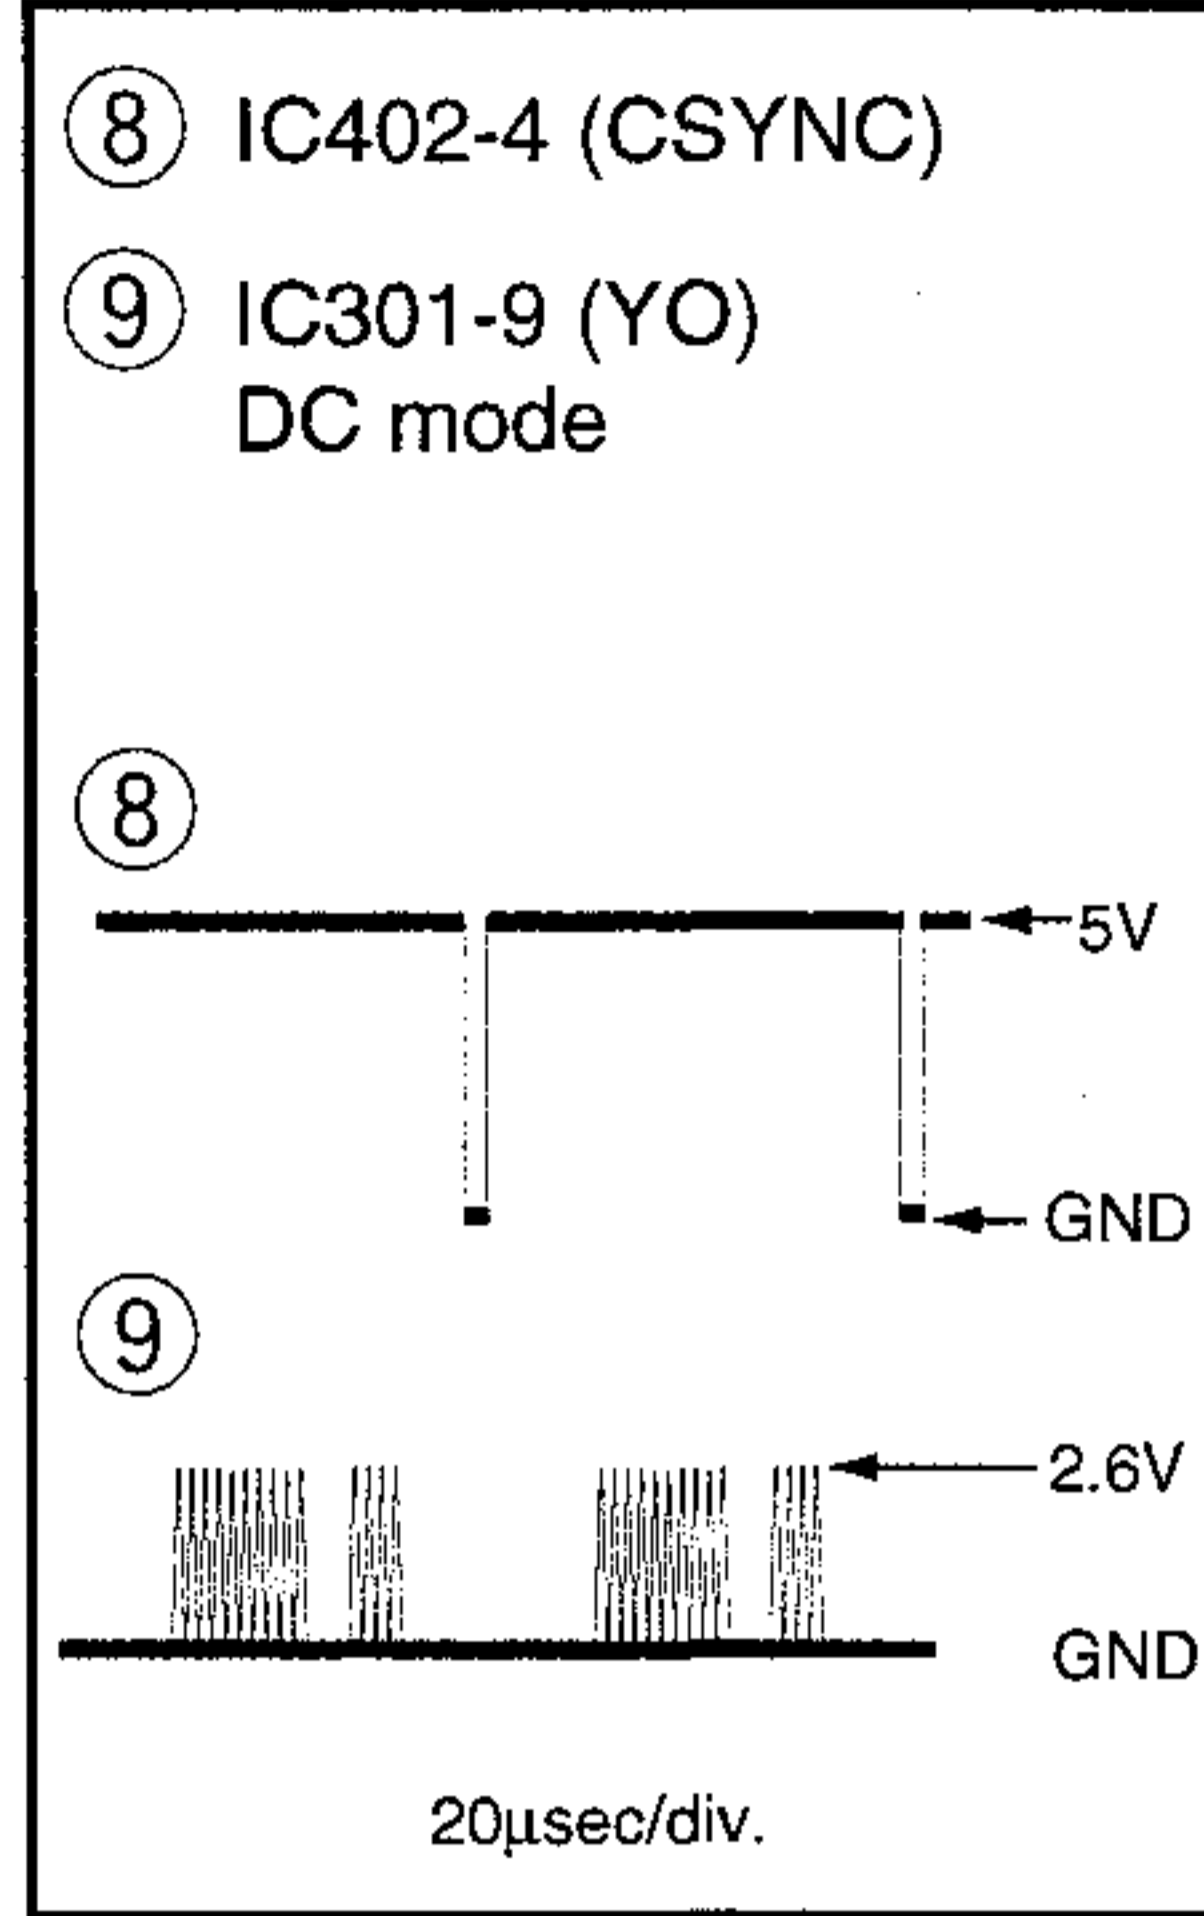 ⑧ IC402-4 (CSYNC)
⑨ IC301-9 (YO)
DC mode
⑧
5V
GND
⑨
2.6V
GND
20μsec/div.